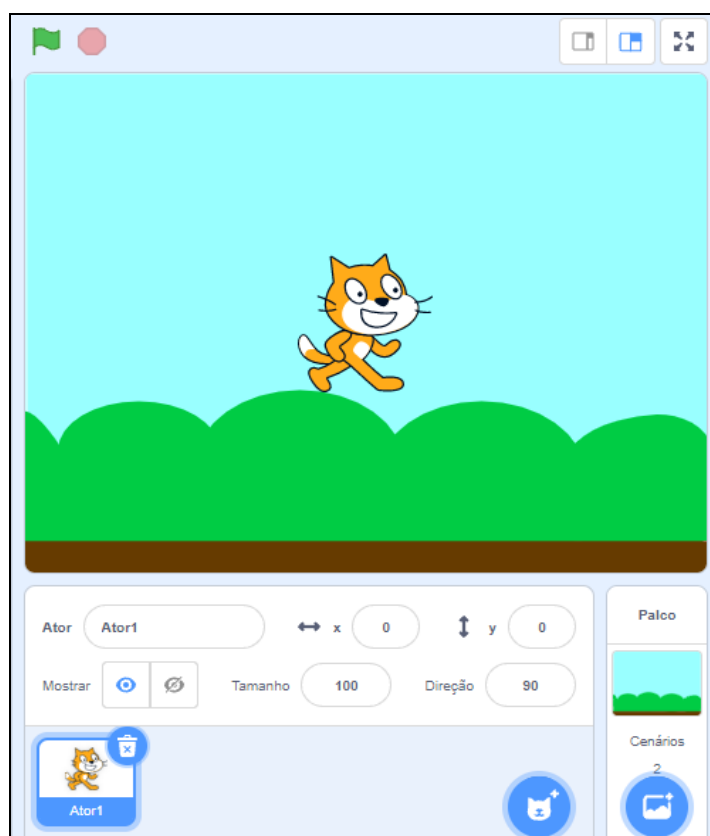 Ator Ator1 x 0 y 0
Mostrar Tamanho 100 Direção 90
Ator1
Palco
Cenários
2